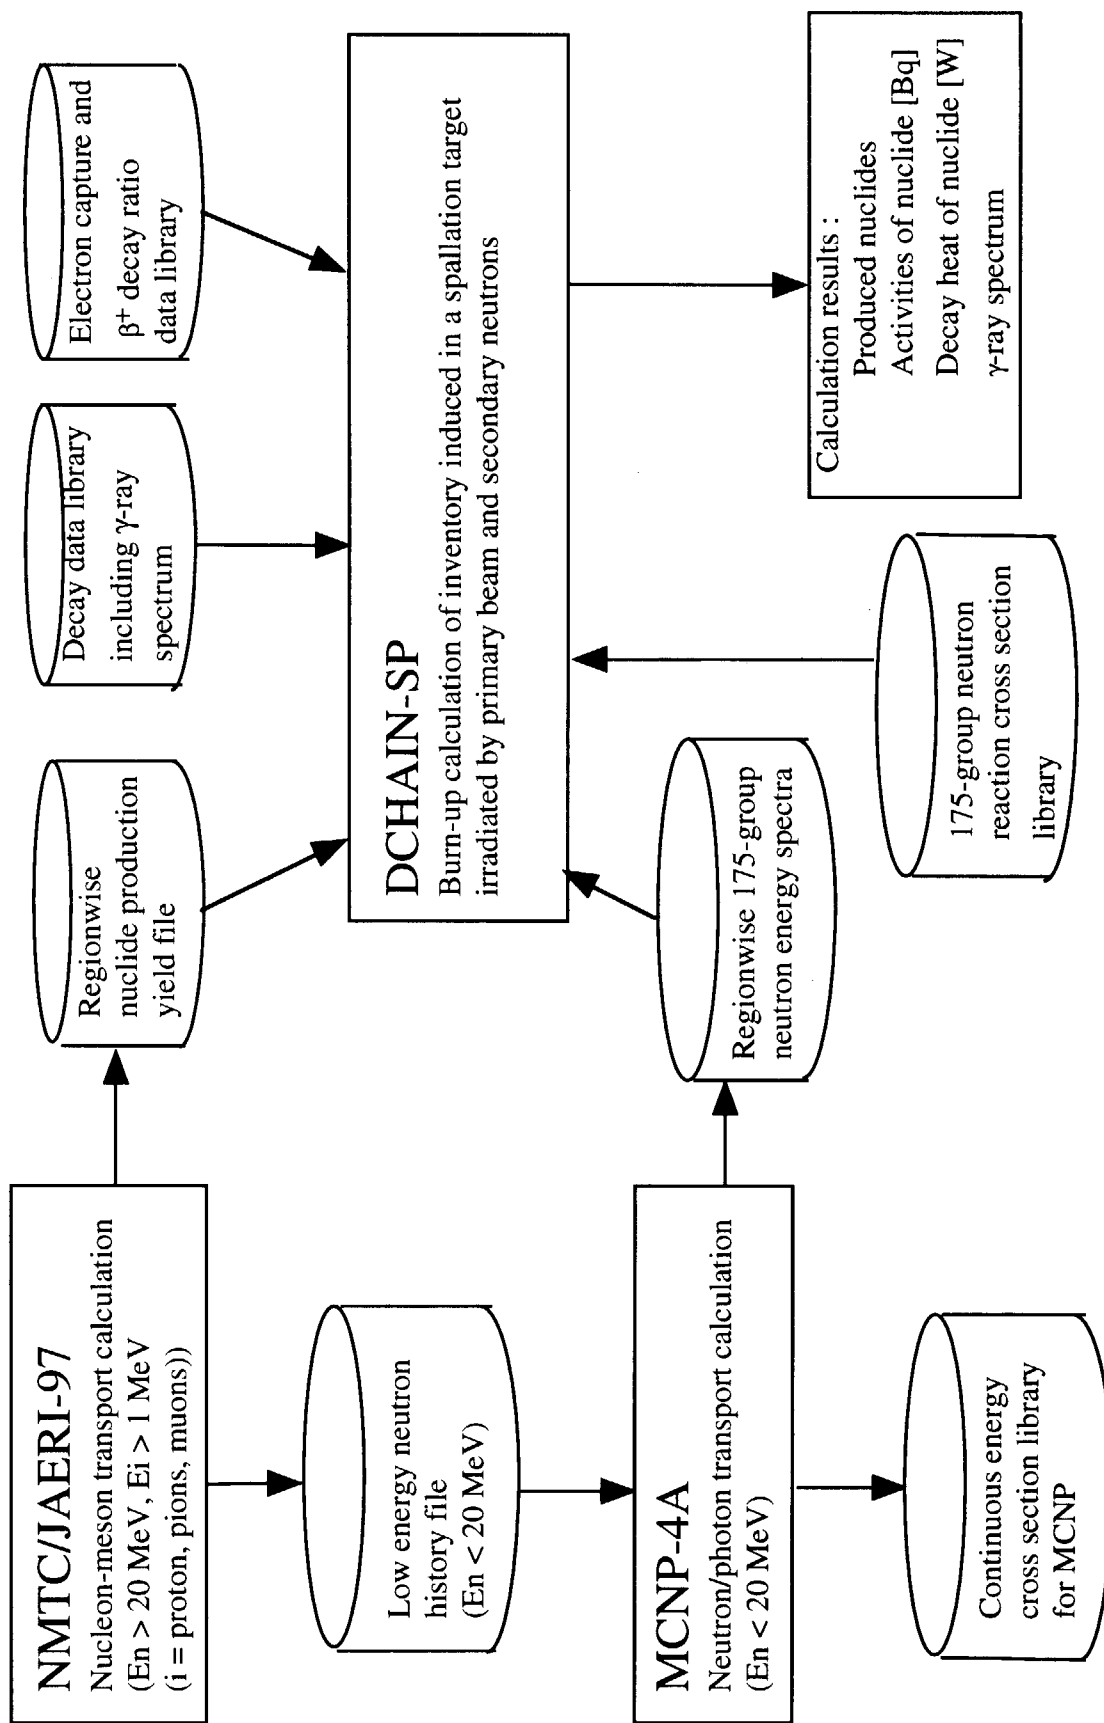 NMTC/JAERI-97
Nucleon-meson transport calculation
(En > 20 MeV, Ei > 1 MeV
(i = proton, pions, muons))
Regionwise
nuclide production
yield file
Decay data library
including γ-ray
spectrum
Electron capture and
β⁺ decay ratio
data library
Low energy neutron
history file
(En < 20 MeV)
DCHAIN-SP
Burn-up calculation of inventory induced in a spallation target
irradiated by primary beam and secondary neutrons
MCNP-4A
Neutron/photon transport calculation
(En < 20 MeV)
Regionwise 175-group
neutron energy spectra
Continuous energy
cross section library
for MCNP
175-group neutron
reaction cross section
library
Calculation results :
Produced nuclides
Activities of nuclide [Bq]
Decay heat of nuclide [W]
γ-ray spectrum